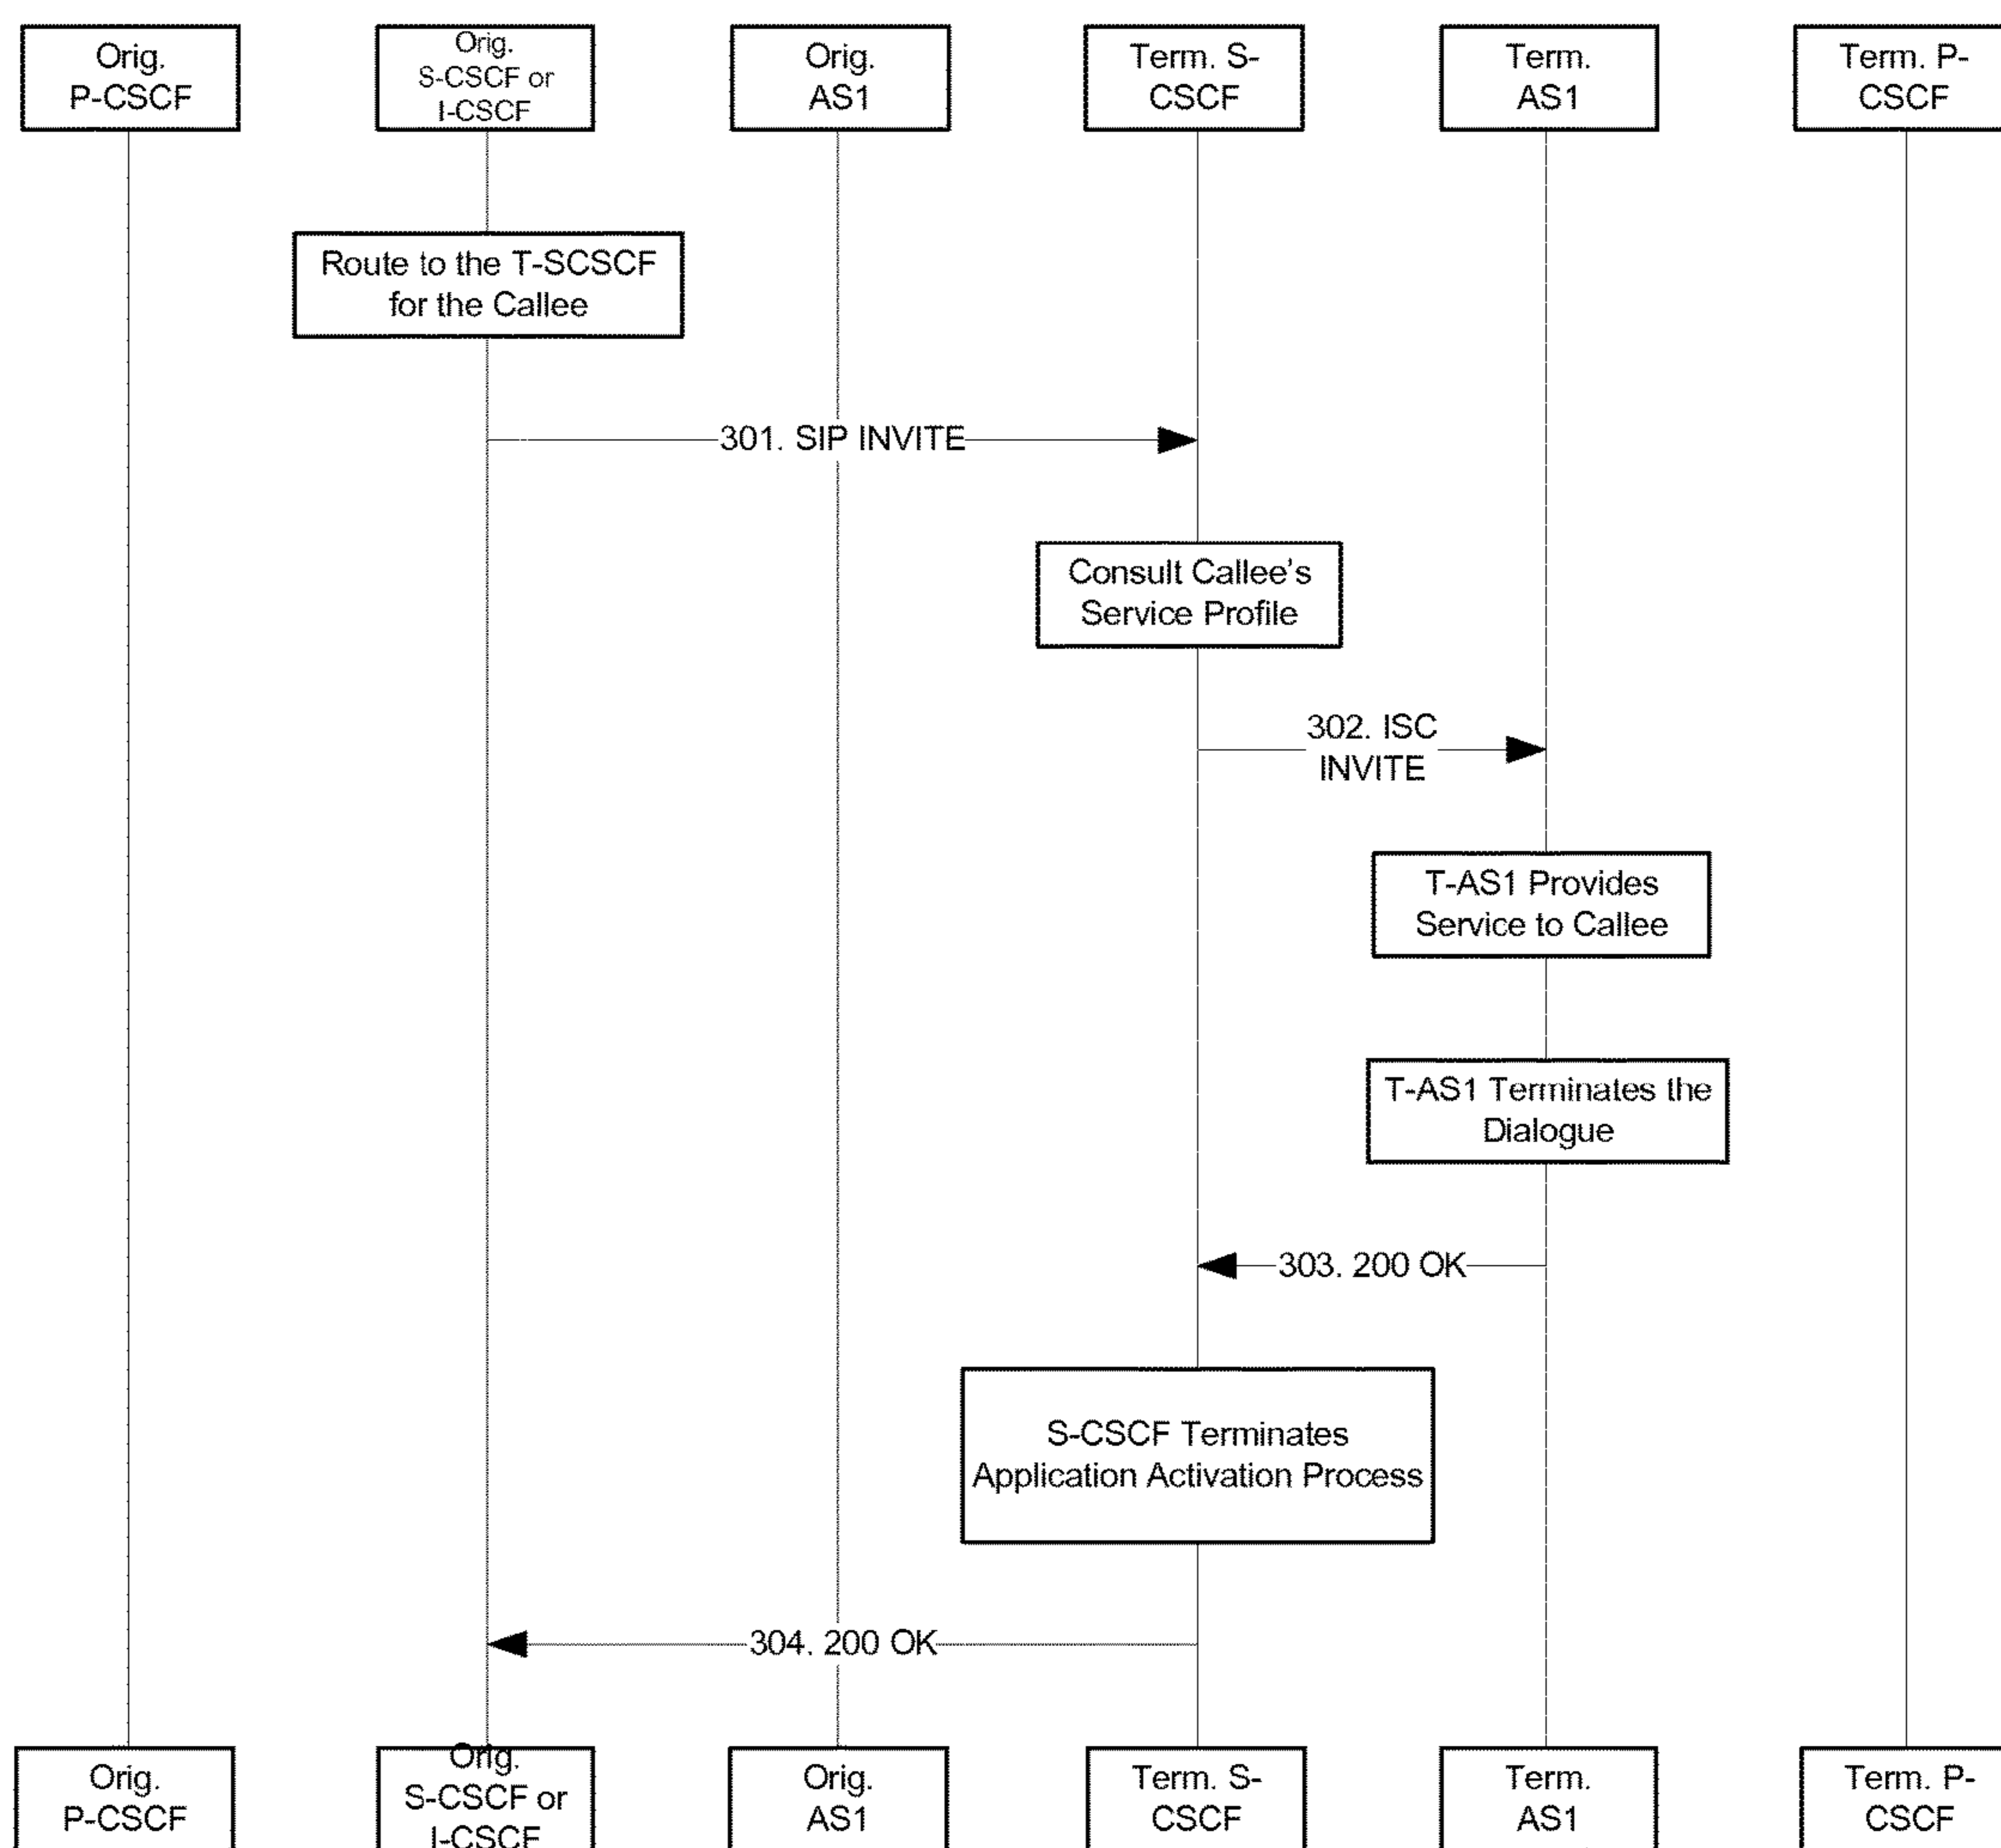 Orig.
P-CSCF
Orig.
S-CSCF or
I-CSCF
Orig.
AS1
Term. S-
CSCF
Term.
AS1
Term. P-
CSCF
Route to the T-SCSCF
for the Callee
301. SIP INVITE
Consult Callee's
Service Profile
302. ISC
INVITE
T-AS1 Provides
Service to Callee
T-AS1 Terminates the
Dialogue
303. 200 OK
S-CSCF Terminates
Application Activation Process
304. 200 OK
Orig.
P-CSCF
Orig.
S-CSCF or
I-CSCF
Orig.
AS1
Term. S-
CSCF
Term.
AS1
Term. P-
CSCF